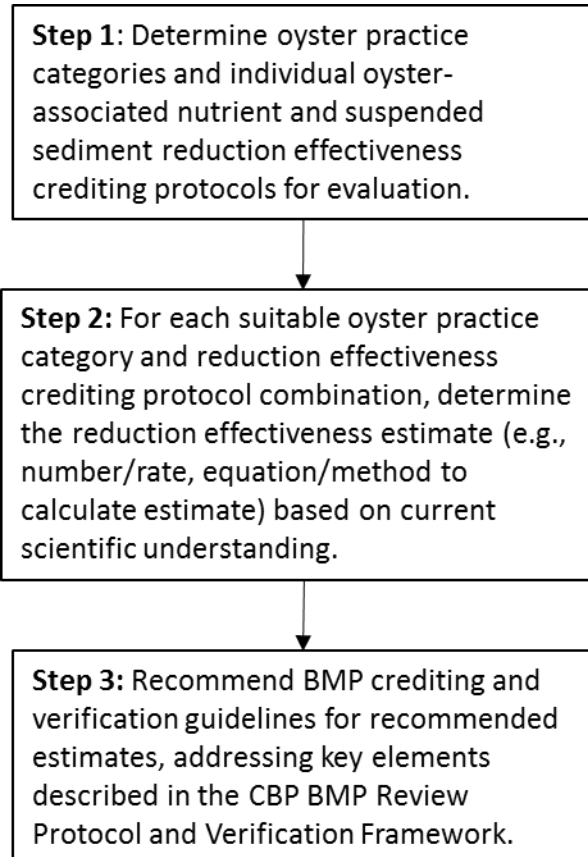 Step 1: Determine oyster practice
categories and individual oyster-
associated nutrient and suspended
sediment reduction effectiveness
crediting protocols for evaluation.
Step 2: For each suitable oyster practice
category and reduction effectiveness
crediting protocol combination, determine
the reduction effectiveness estimate (e.g.,
number/rate, equation/method to
calculate estimate) based on current
scientific understanding.
Step 3: Recommend BMP crediting and
verification guidelines for recommended
estimates, addressing key elements
described in the CBP BMP Review
Protocol and Verification Framework.